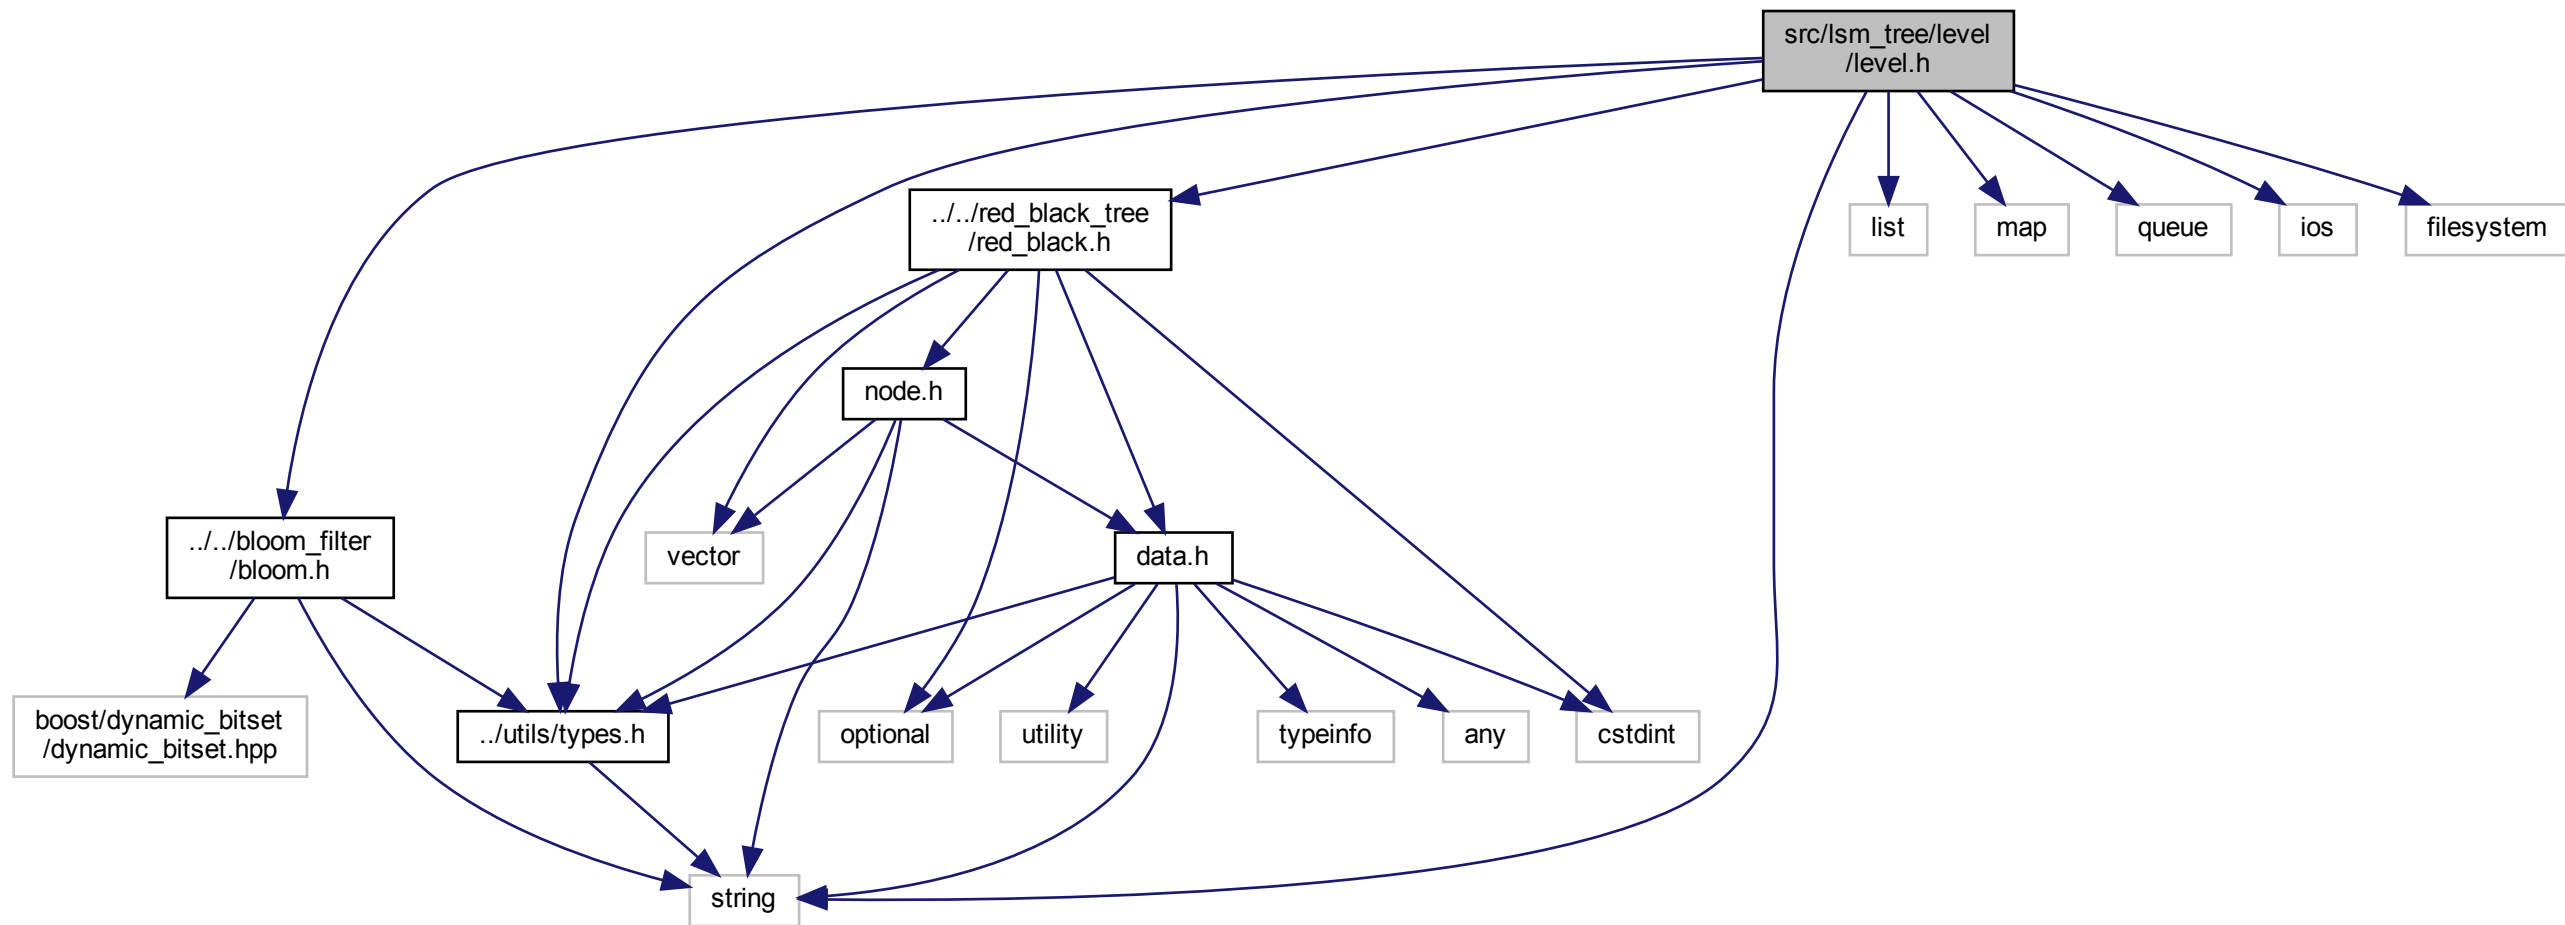 src/lsm_tree/level
/level.h
../../red_black_tree
/red_black.h
list
map
queue
ios
filesystem
node.h
../../bloom_filter
/bloom.h
vector
data.h
boost/dynamic_bitset
/dynamic_bitset.hpp
../utils/types.h
optional
utility
typeinfo
any
cstdint
string